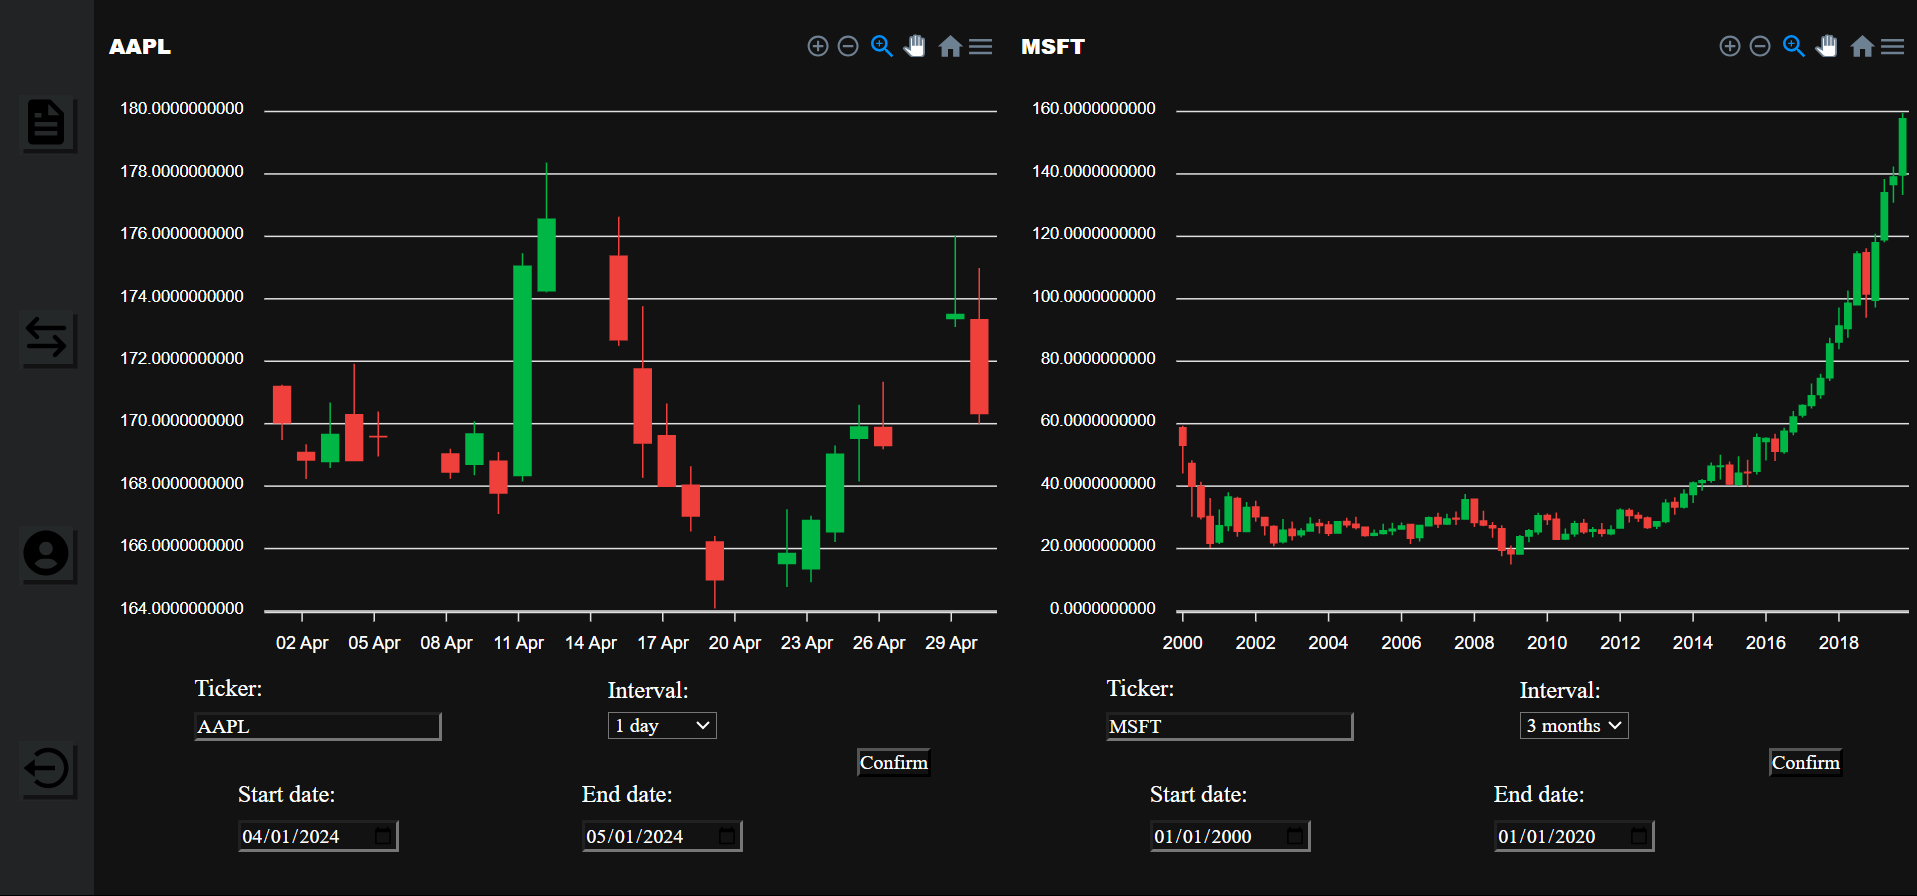 AAPL
180.0000000000
178.0000000000
176.0000000000
174.0000000000
172.0000000000
170.0000000000
168.0000000000
166.0000000000
164.0000000000
02 Apr 05 Apr 08 Apr 11 Apr 14 Apr 17 Apr 20 Apr 23 Apr 26 Apr 29 Apr
Ticker: Interval:
AAPL 1 day
Confirm
Start date: End date:
04/01/2024 05/01/2024
MSFT
160.0000000000
140.0000000000
120.0000000000
100.0000000000
80.0000000000
60.0000000000
40.0000000000
20.0000000000
0.0000000000
2000 2002 2004 2006 2008 2010 2012 2014 2016 2018
Ticker: Interval:
MSFT 3 months
Confirm
Start date: End date:
01/01/2000 01/01/2020